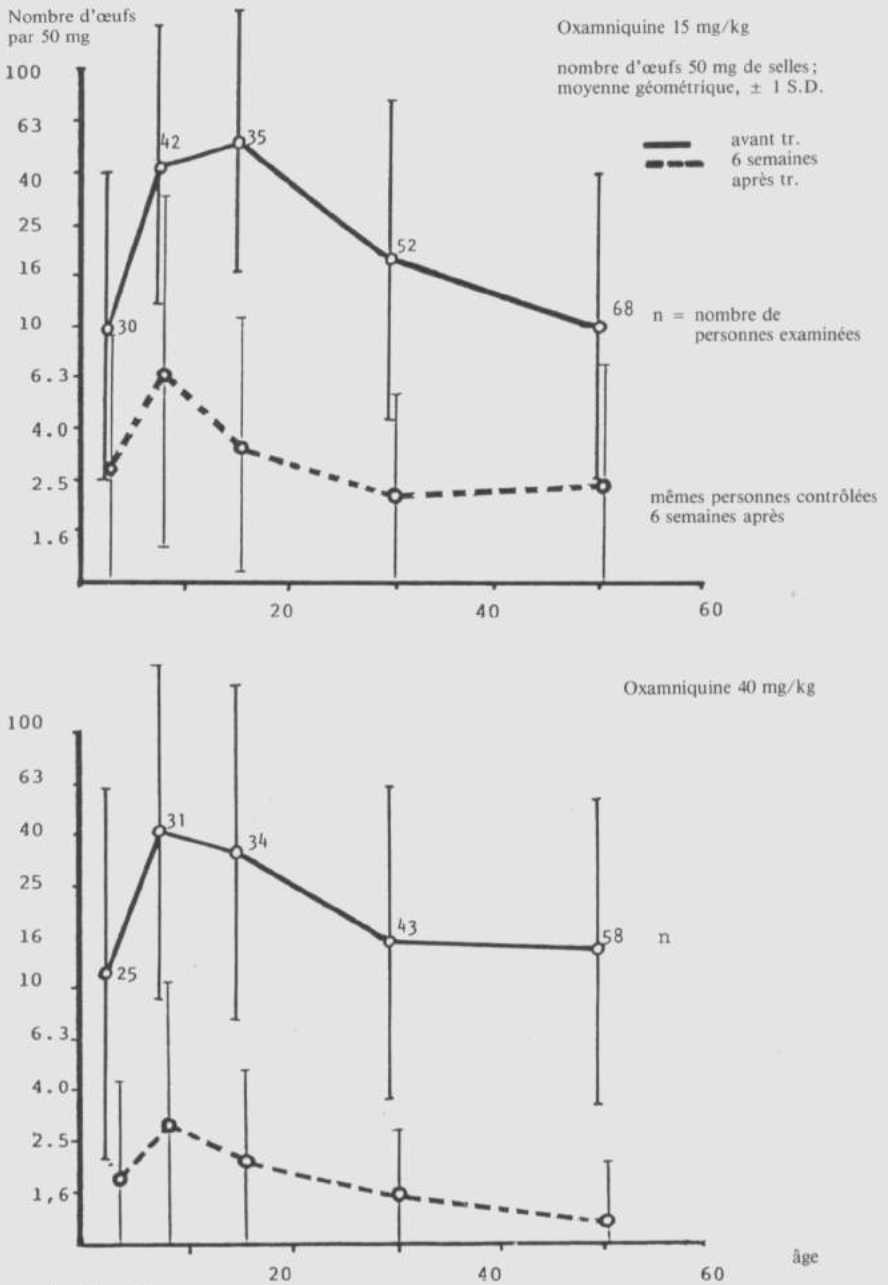 Nombre d'œufs
par 50 mg
Oxamniquine 15 mg/kg
nombre d'œufs 50 mg de selles;
moyenne géométrique, ± 1 S.D.
avant tr.
6 semaines
après tr.
100
63
40
25
16
10
6.3
4.0
2.5
1.6
42
35
30
52
68
n = nombre de
personnes examinées
mêmes personnes contrôlées
6 semaines après
20
40
60
Oxamniquine 40 mg/kg
100
63
40
25
16
10
6.3
4.0
2.5
1,6
31
34
25
43
58
n
âge
20
40
60